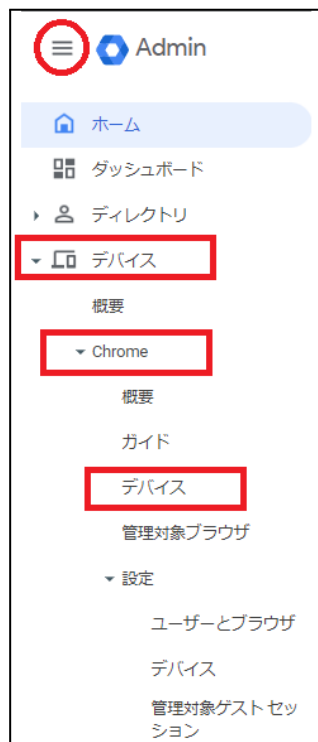 Admin
ホーム
ダッシュボード
ディレクトリ
デバイス
概要
Chrome
概要
ガイド
デバイス
管理対象ブラウザ
設定
ユーザーとブラウザ
デバイス
管理対象ゲスト セッ
ション